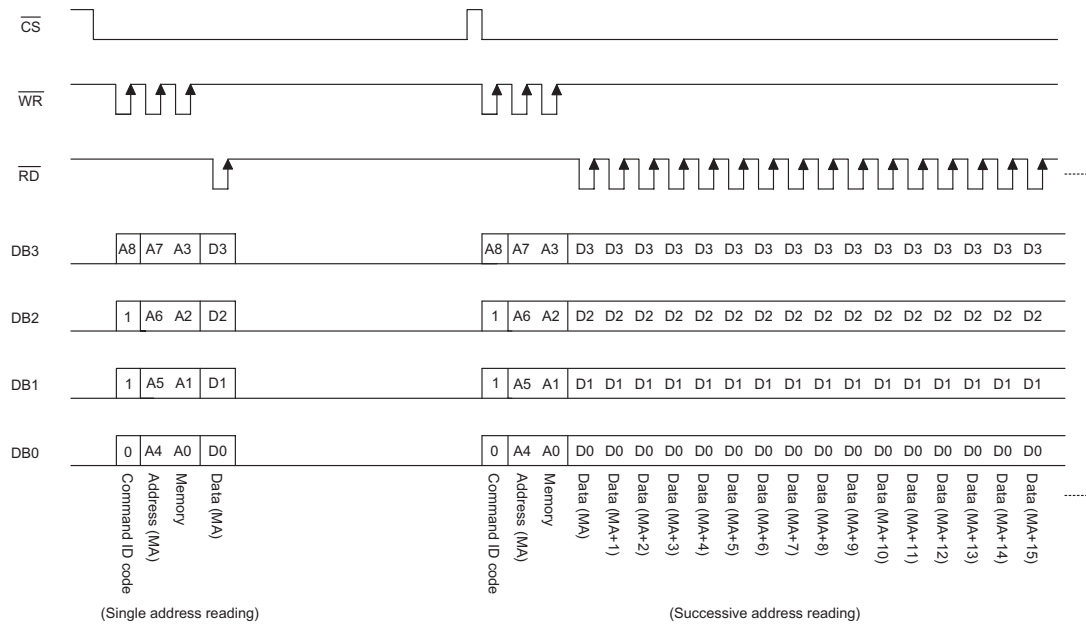 CS
WR
RD
DB3 A8 A7 A3 D3 A8 A7 A3 D3 D3 D3 D3 D3 D3 D3 D3 D3 D3 D3 D3 D3 D3 D3 D3
DB2 1 A6 A2 D2 1 A6 A2 D2 D2 D2 D2 D2 D2 D2 D2 D2 D2 D2 D2 D2 D2 D2 D2
DB1 1 A5 A1 D1 1 A5 A1 D1 D1 D1 D1 D1 D1 D1 D1 D1 D1 D1 D1 D1 D1 D1 D1
DB0 0 A4 A0 D0 0 A4 A0 D0 D0 D0 D0 D0 D0 D0 D0 D0 D0 D0 D0 D0 D0 D0 D0
Command ID code
Address (MA)
Memory
Data (MA)
Command ID code
Address (MA)
Memory
Data (MA)
Data (MA+1)
Data (MA+2)
Data (MA+3)
Data (MA+4)
Data (MA+5)
Data (MA+6)
Data (MA+7)
Data (MA+8)
Data (MA+9)
Data (MA+10)
Data (MA+11)
Data (MA+12)
Data (MA+13)
Data (MA+14)
Data (MA+15)
(Single address reading)
(Successive address reading)